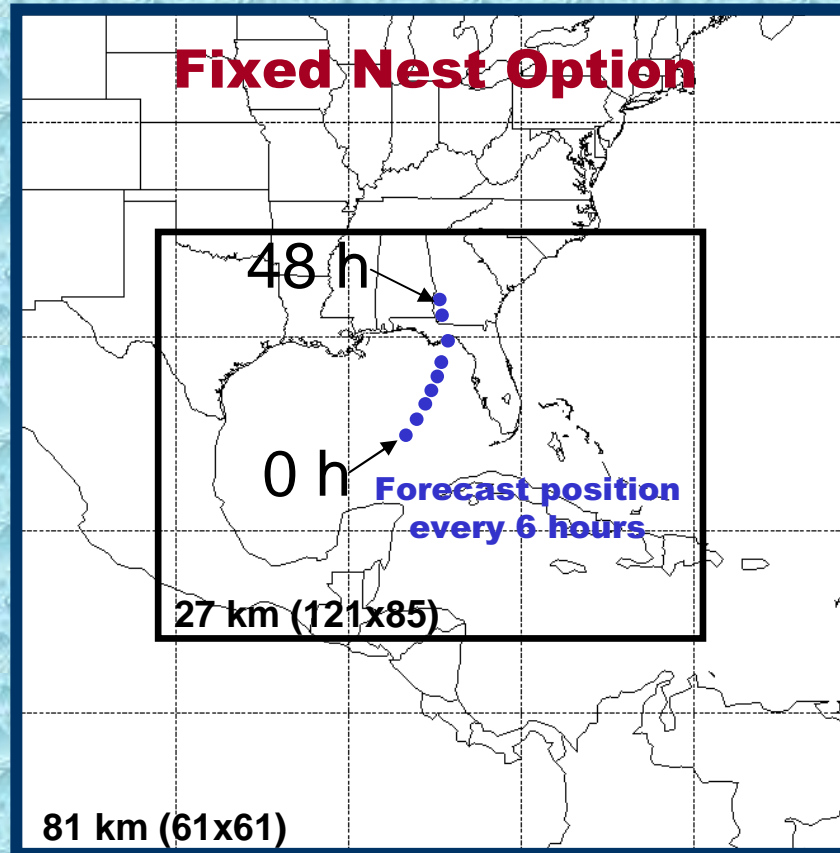 Fixed Nest Option
48 h
0 h
Forecast position
every 6 hours
27 km (121x85)
81 km (61x61)